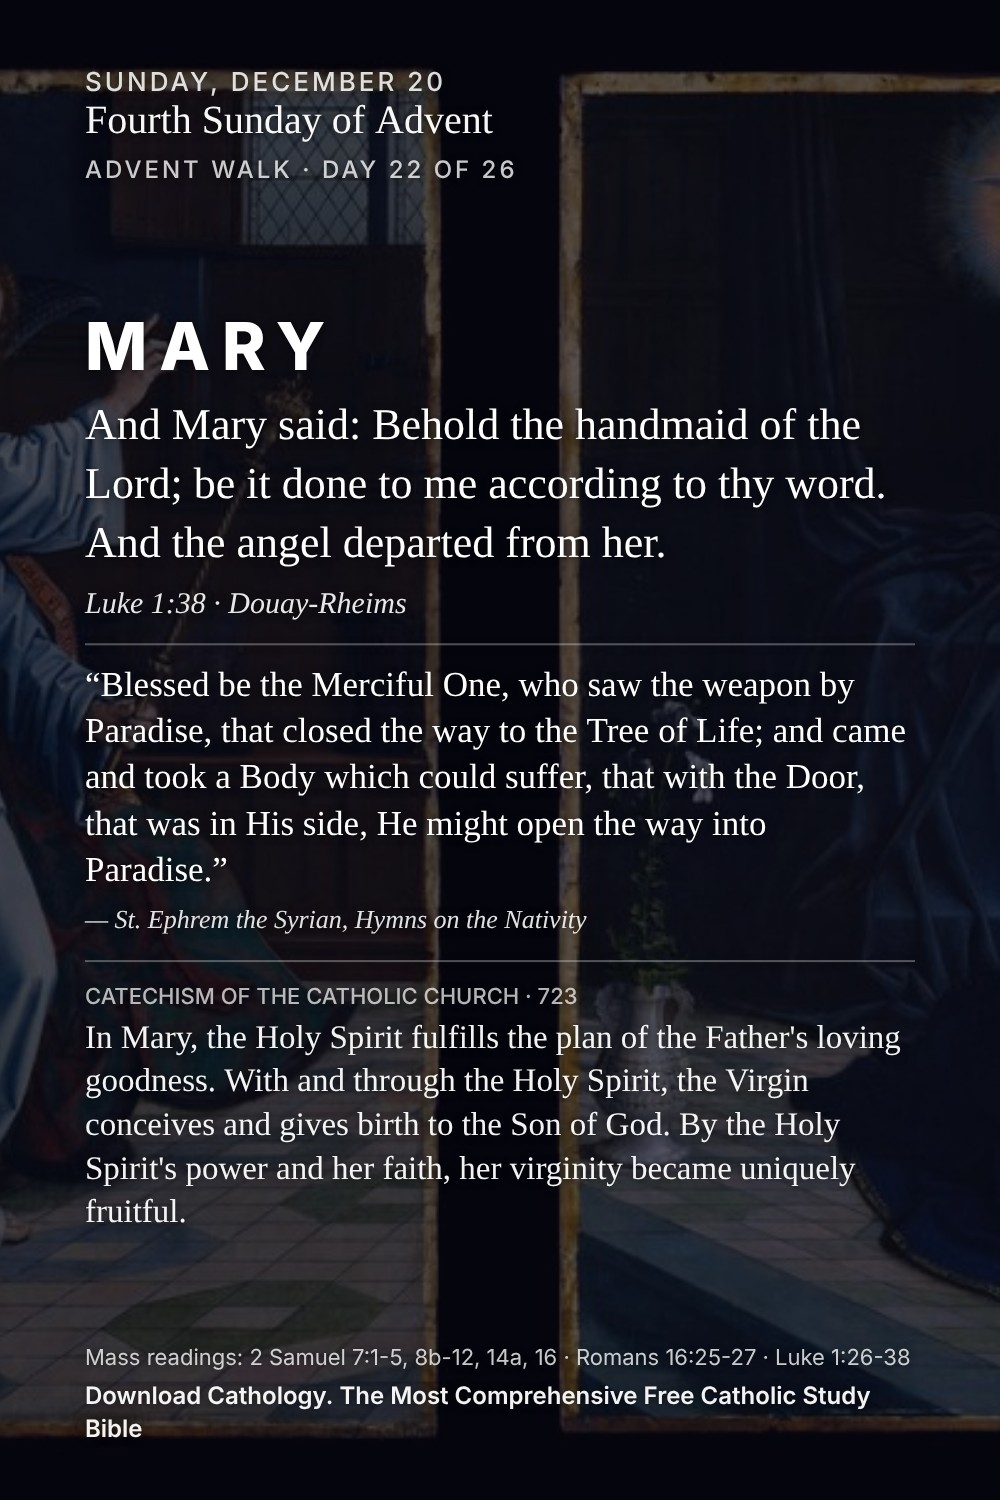 SUNDAY, DECEMBER 20
Fourth Sunday of Advent
ADVENT WALK · DAY 22 OF 26
MARY
And Mary said: Behold the handmaid of the
Lord; be it done to me according to thy word.
And the angel departed from her.
Luke 1:38 · Douay-Rheims
“Blessed be the Merciful One, who saw the weapon by
Paradise, that closed the way to the Tree of Life; and came
and took a Body which could suffer, that with the Door,
that was in His side, He might open the way into
Paradise.”
— St. Ephrem the Syrian, Hymns on the Nativity
CATECHISM OF THE CATHOLIC CHURCH · 723
In Mary, the Holy Spirit fulfills the plan of the Father's loving
goodness. With and through the Holy Spirit, the Virgin
conceives and gives birth to the Son of God. By the Holy
Spirit's power and her faith, her virginity became uniquely
fruitful.
Mass readings: 2 Samuel 7:1-5, 8b-12, 14a, 16 · Romans 16:25-27 · Luke 1:26-38
Download Cathology. The Most Comprehensive Free Catholic Study
Bible